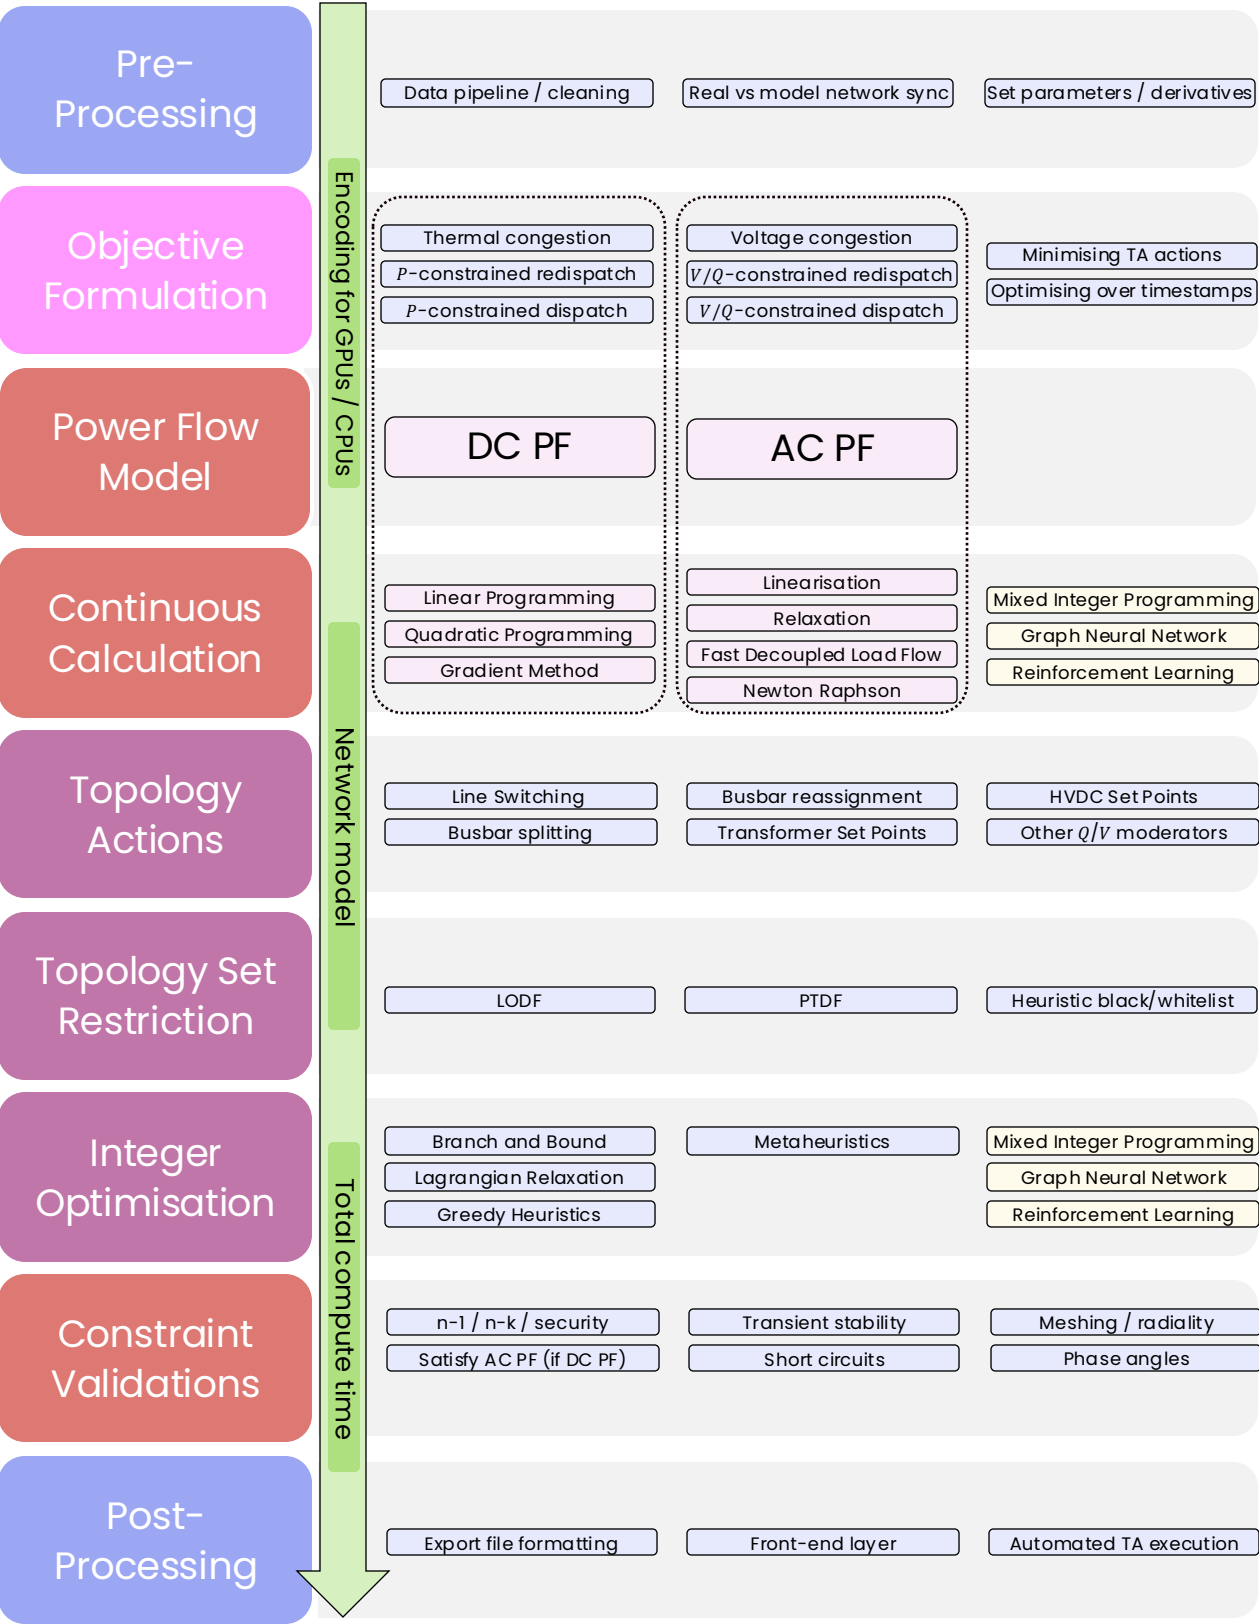 Pre-
Processing
Data pipeline / cleaning
Real vs model network sync
Set parameters / derivatives
Encoding for GPUs / CPUs
Objective
Formulation
Thermal congestion
P-constrained redispatch
P-constrained dispatch
Voltage congestion
V/Q-constrained redispatch
V/Q-constrained dispatch
Minimising TA actions
Optimising over timestamps
Power Flow
Model
DC PF
AC PF
Continuous
Calculation
Linear Programming
Quadratic Programming
Gradient Method
Linearisation
Relaxation
Fast Decoupled Load Flow
Newton Raphson
Mixed Integer Programming
Graph Neural Network
Reinforcement Learning
Network model
Topology
Actions
Line Switching
Busbar splitting
Busbar reassignment
Transformer Set Points
HVDC Set Points
Other Q/V moderators
Topology Set
Restriction
LODF
PTDF
Heuristic black/whitelist
Integer
Optimisation
Branch and Bound
Lagrangian Relaxation
Greedy Heuristics
Metaheuristics
Mixed Integer Programming
Graph Neural Network
Reinforcement Learning
Total compute time
Constraint
Validations
n-1 / n-k / security
Satisfy AC PF (if DC PF)
Transient stability
Short circuits
Meshing / radiality
Phase angles
Post-
Processing
Export file formatting
Front-end layer
Automated TA execution